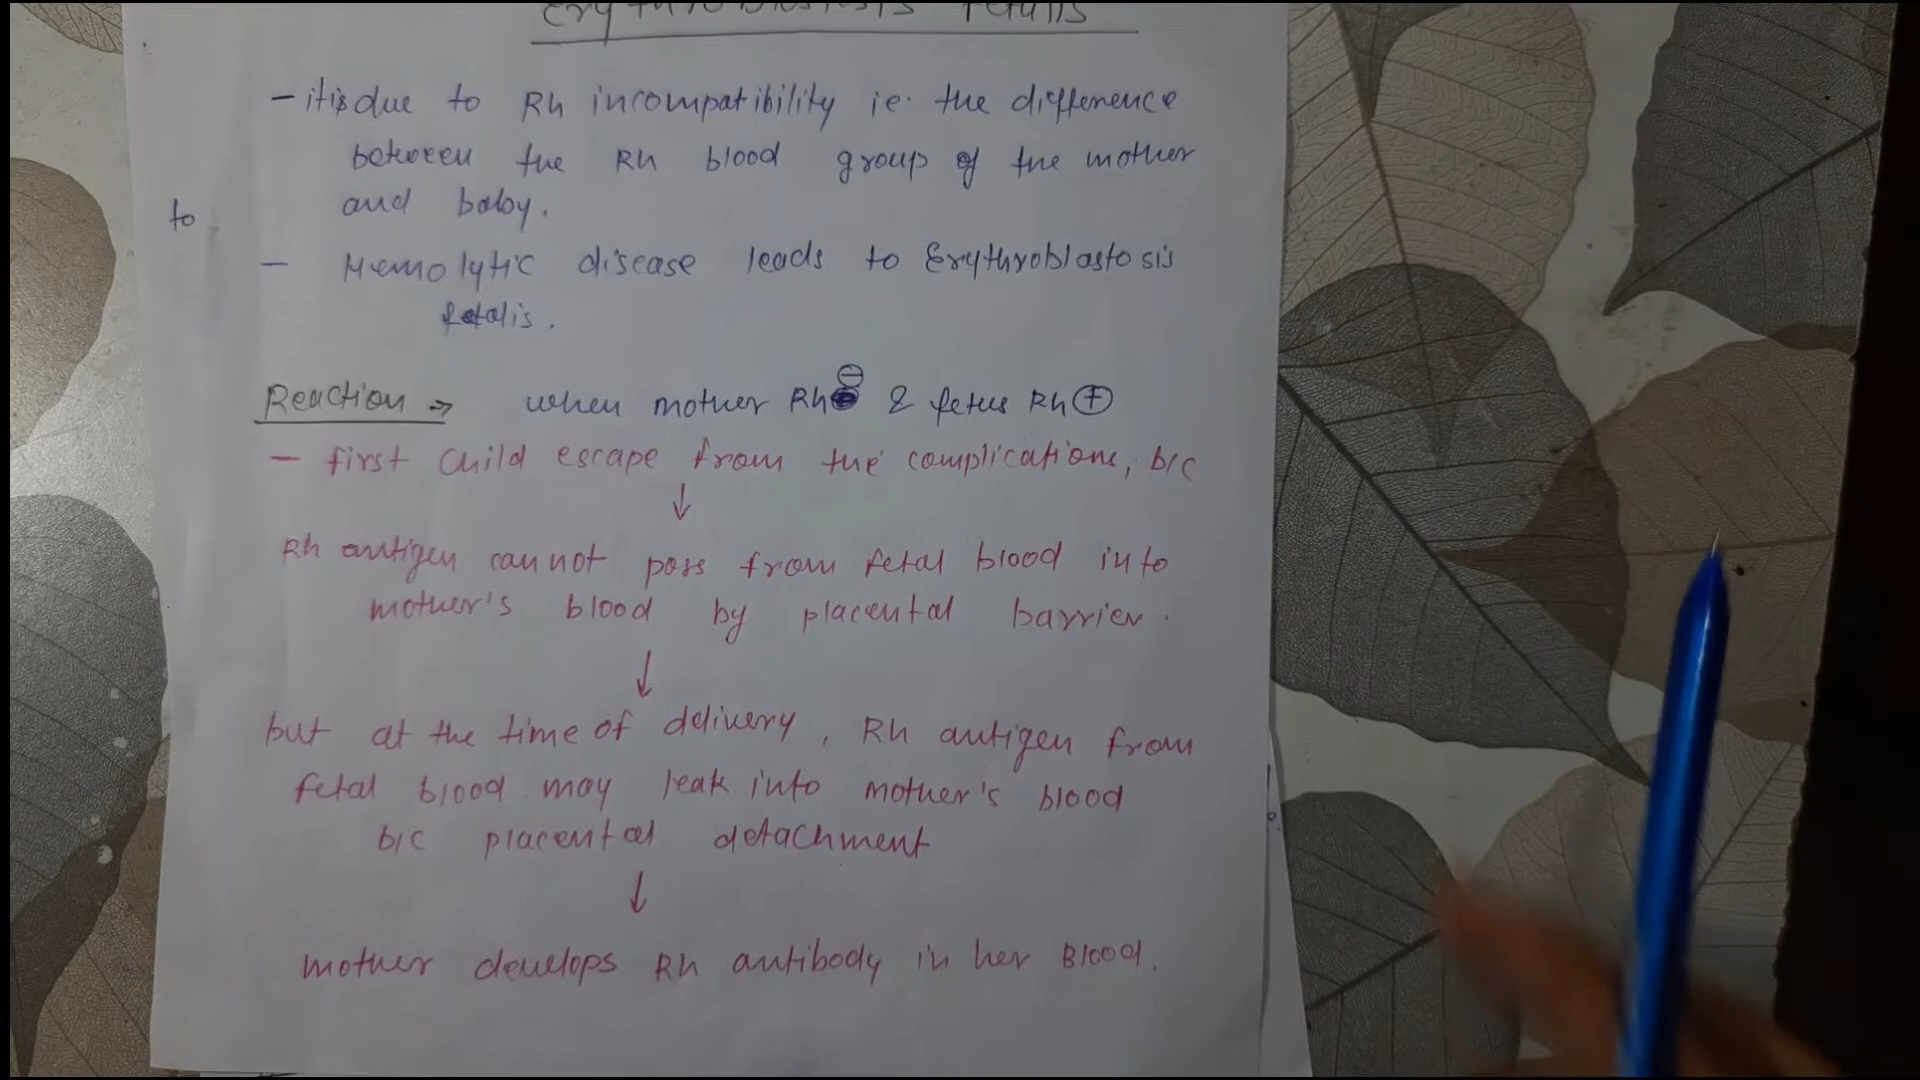 Erythroblastosis fetalis
- it is due to Rh incompatibility ie. the difference
between the Rh blood group of the mother
and baby.
to
- Hemolytic disease leads to Erythroblastosis
fetalis.
Reaction → when mother Rh⊖ & fetus Rh⊕
- first child escape from the complications, b/c
↓
Rh antigen cannot pass from fetal blood into
mother's blood by placental barrier.
↓
but at the time of delivery, Rh antigen from
fetal blood may leak into mother's blood
b/c placental detachment
↓
mother develops Rh antibody in her Blood.